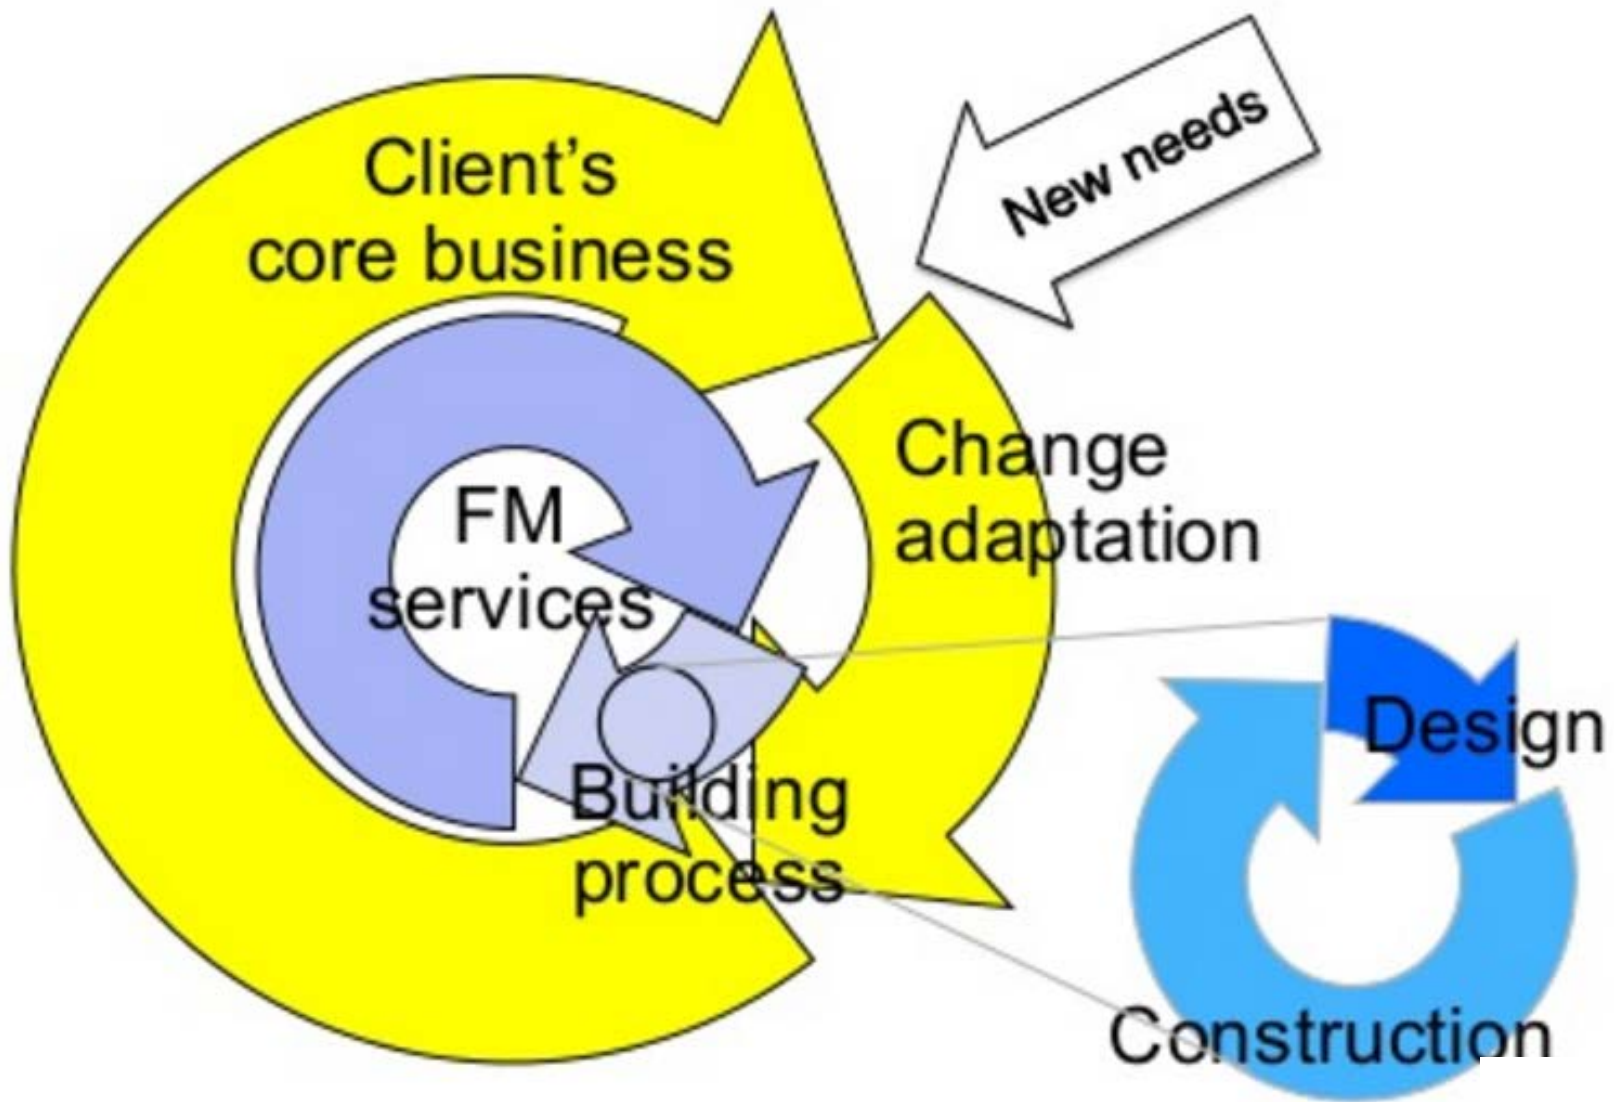 Client’s
core business
New needs
Change
adaptation
FM
services
Building
process
Design
Construction